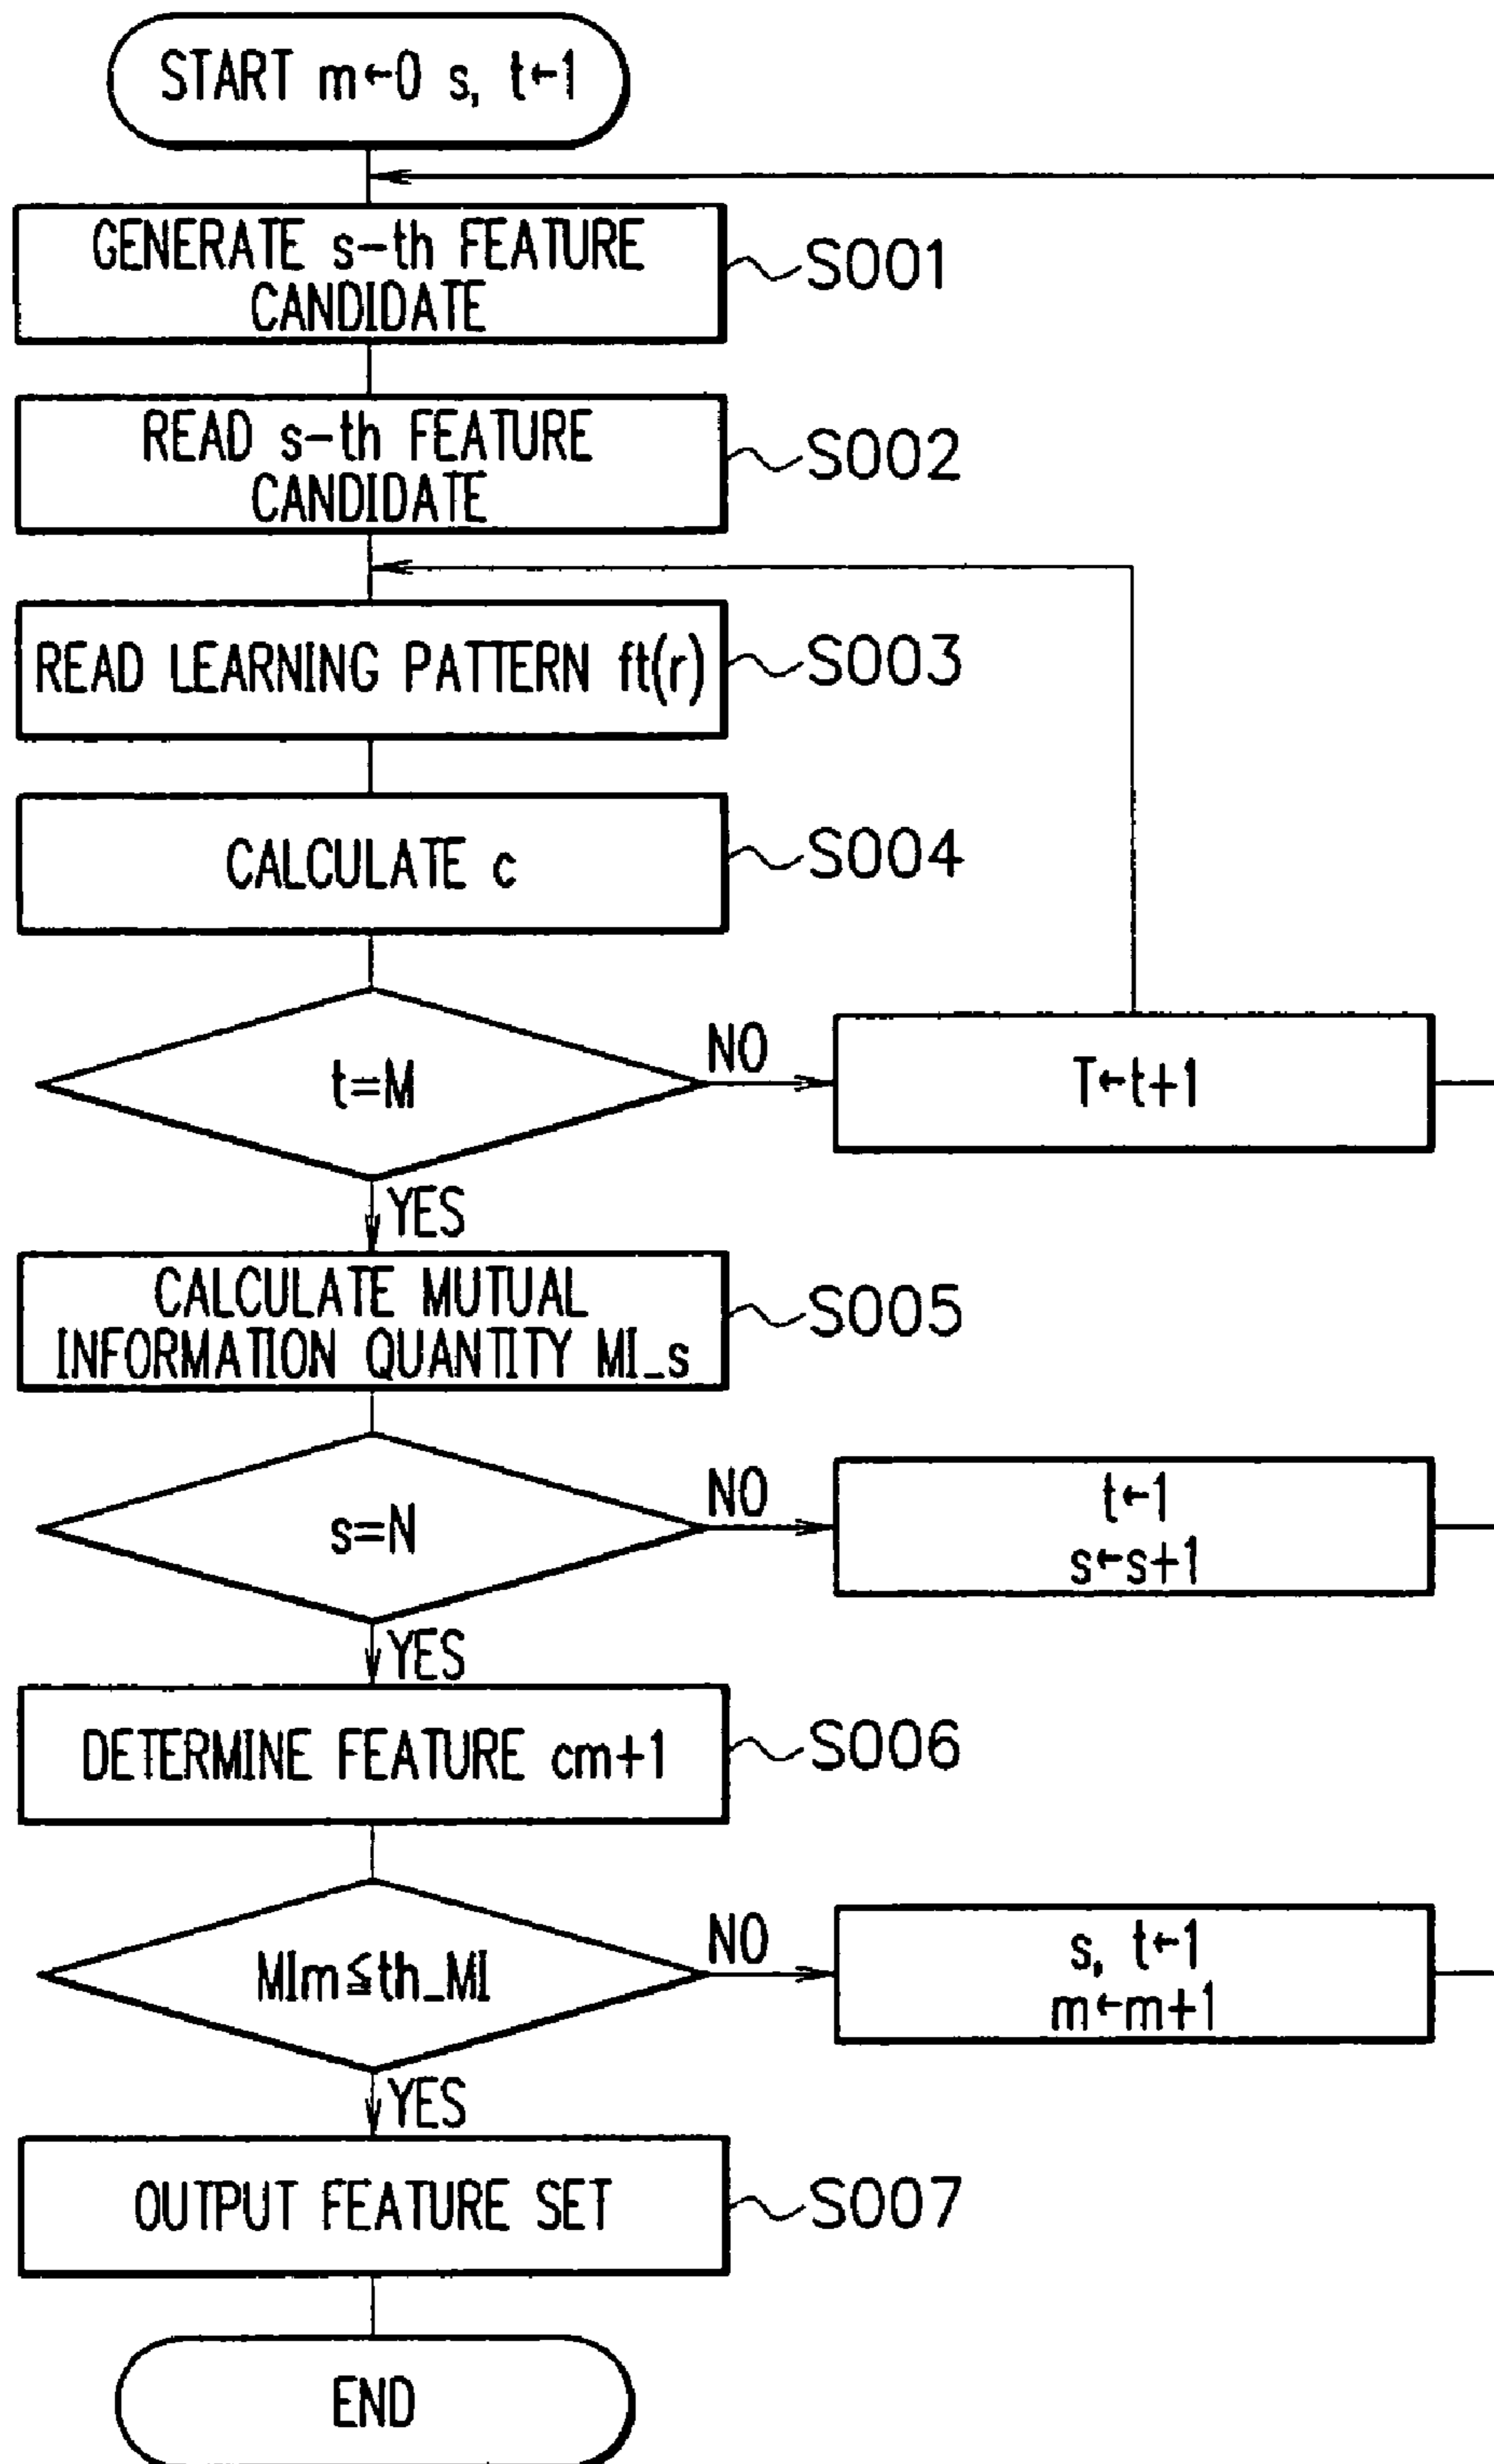 START m←0 s, t←1
GENERATE s-th FEATURE
CANDIDATE
S001
READ s-th FEATURE
CANDIDATE
S002
READ LEARNING PATTERN ft(r)
S003
CALCULATE c
S004
t=M
NO
T←t+1
YES
CALCULATE MUTUAL
INFORMATION QUANTITY MI_s
S005
s=N
NO
t←1
s←s+1
YES
DETERMINE FEATURE cm+1
S006
MIm≦th_MI
NO
s, t←1
m←m+1
YES
OUTPUT FEATURE SET
S007
END